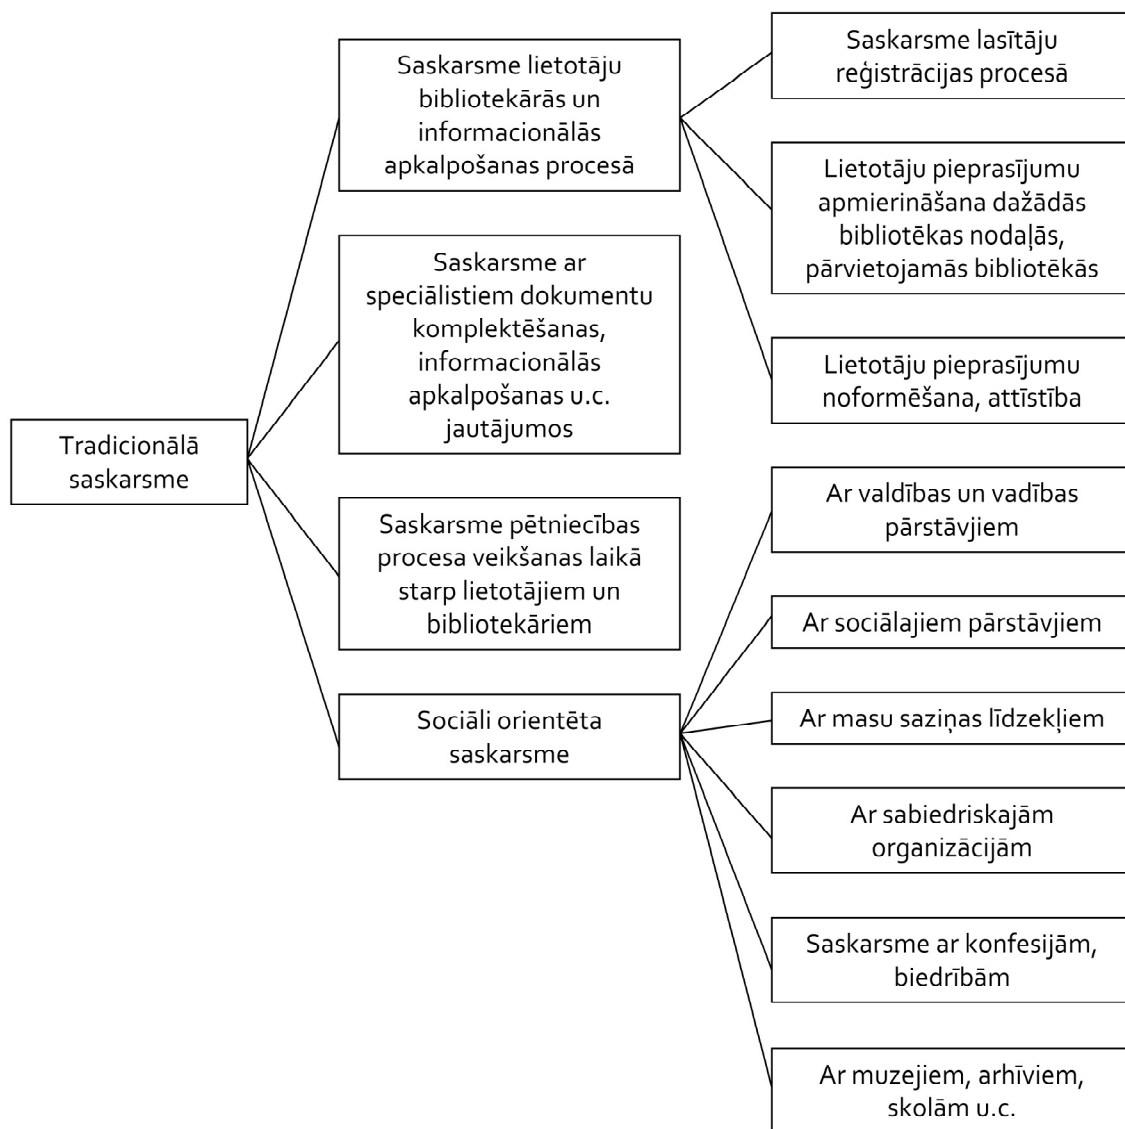 Tradicionālā
saskarsme
Saskarsme lietotāju
bibliotekārās un
informacionālās
apkalpošanas procesā
Saskarsme ar
speciālistiem dokumentu
komplektēšanas,
informacionālās
apkalpošanas u.c.
jautājumos
Saskarsme pētniecības
procesa veikšanas laikā
starp lietotājiem un
bibliotekāriem
Sociāli orientēta
saskarsme
Saskarsme lasītāju
reģistrācijas procesā
Lietotāju pieprasījumu
apmierināšana dažādās
bibliotēkas nodaļās,
pārvietojamās bibliotēkās
Lietotāju pieprasījumu
noformēšana, attīstība
Ar valdības un vadības
pārstāvjiem
Ar sociālajiem pārstāvjiem
Ar masu saziņas līdzekļiem
Ar sabiedriskajām
organizācijām
Saskarsme ar konfesijām,
biedrībām
Ar muzejiem, arhīviem,
skolām u.c.